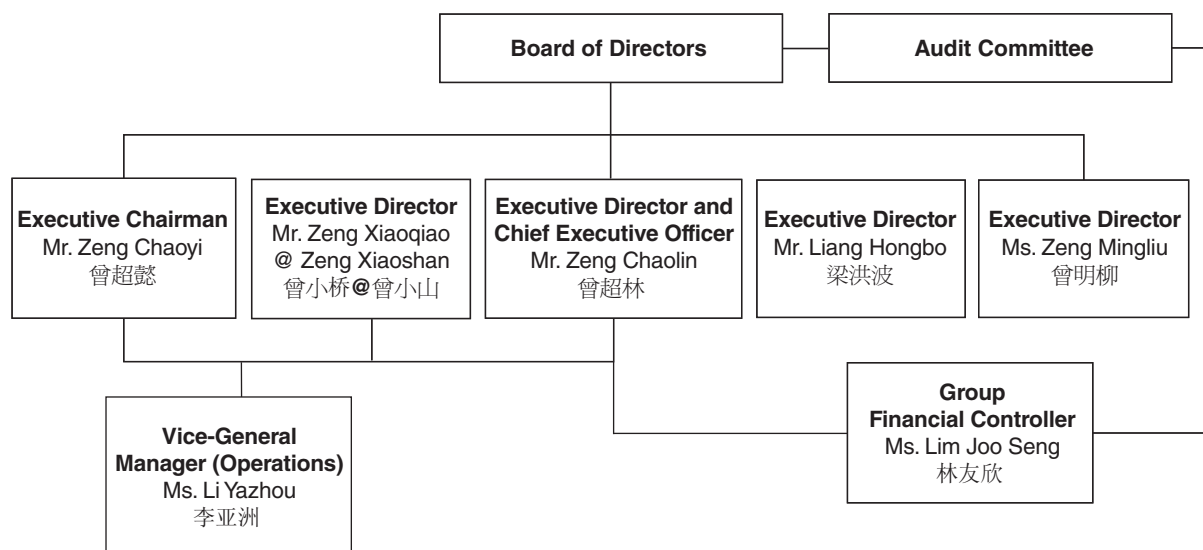 Board of Directors
Audit Committee
Executive Chairman
Mr. Zeng Chaoyi
曾超懿
Executive Director
Mr. Zeng Xiaoqiao
@ Zeng Xiaoshan
曾小桥@曾小山
Executive Director and
Chief Executive Officer
Mr. Zeng Chaolin
曾超林
Executive Director
Mr. Liang Hongbo
梁洪波
Executive Director
Ms. Zeng Mingliu
曾明柳
Vice-General
Manager (Operations)
Ms. Li Yazhou
李亚洲
Group
Financial Controller
Ms. Lim Joo Seng
林友欣